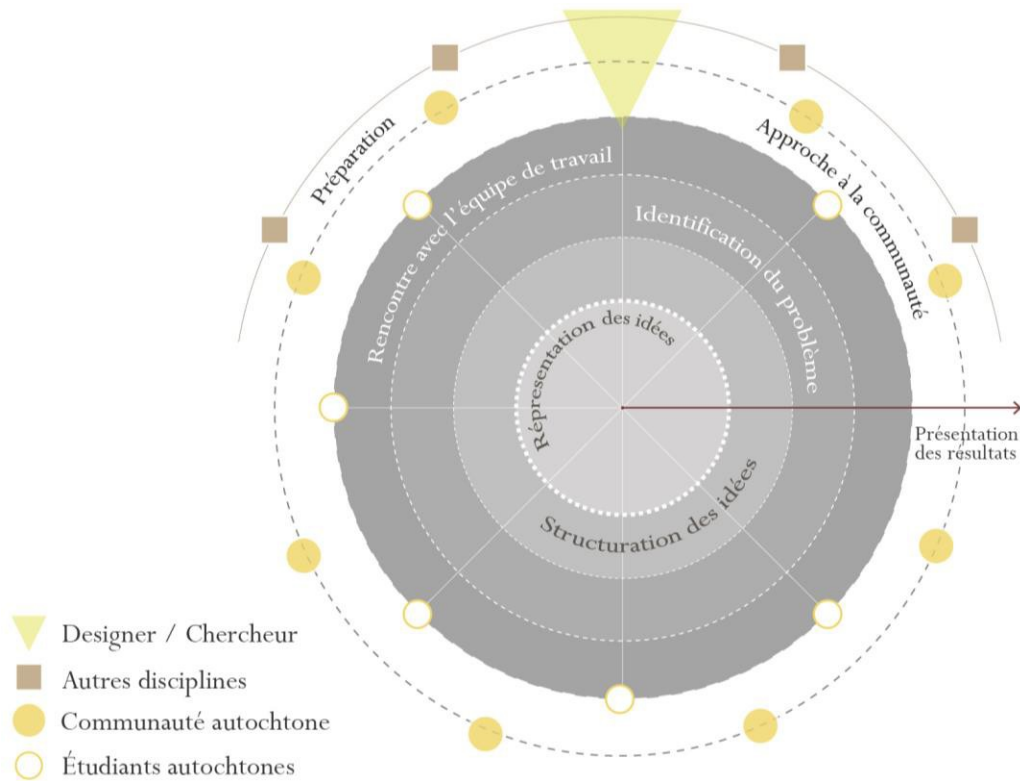 Préparation
Approche à la communauté
Rencontre avec l'équipe de travail
Identification du problème
Répresentation des idées
Structuration des idées
Présentation
des résultats
Designer / Chercheur
Autres disciplines
Communauté autochtone
Étudiants autochtones